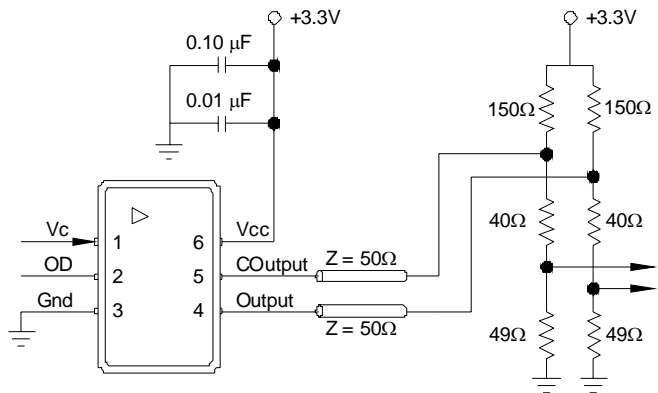 +3.3V
+3.3V
0.10 μF
0.01 μF
150Ω
150Ω
Vc
1
6
Vcc
40Ω
40Ω
OD
2
5
COutput
Z = 50Ω
Gnd
3
4
Output
Z = 50Ω
49Ω
49Ω